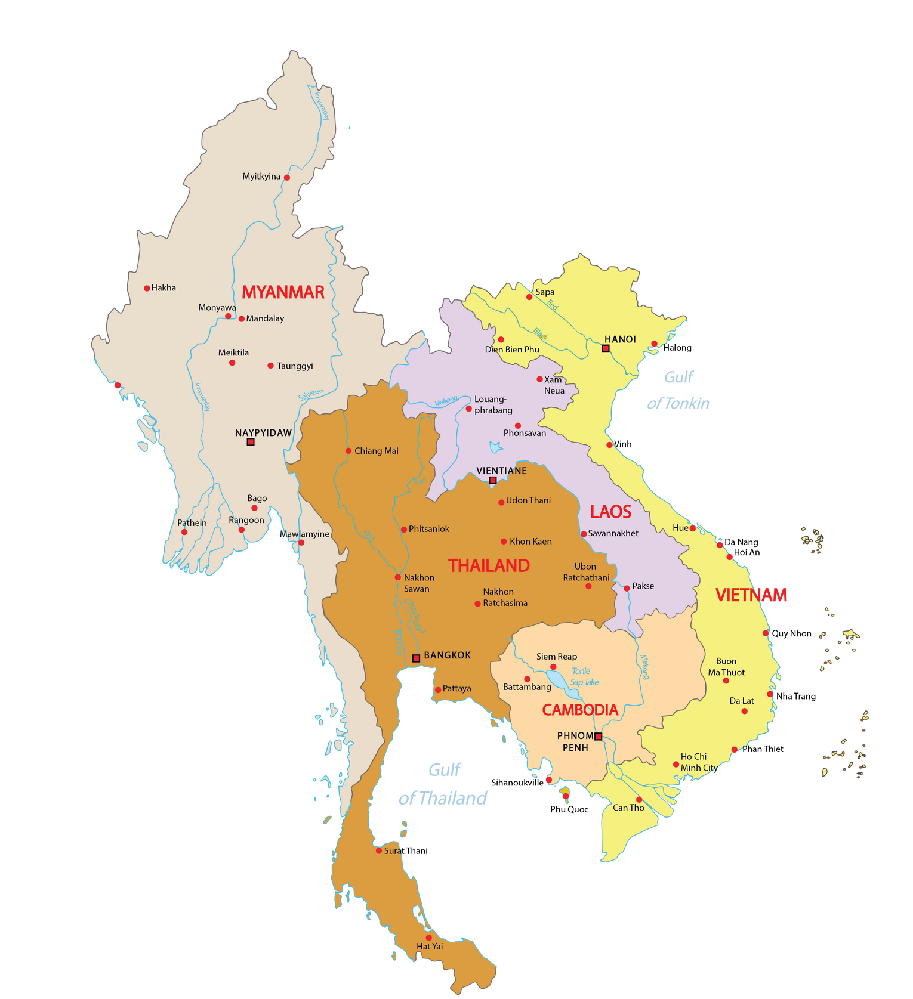 Irrawaday
Myitkyina
Hakha
MYANMAR
Monyawa
Mandalay
Meiktila
Taunggyi
Irrawaday
Salween
NAYPYIDAW
Bago
Rangoon
Pathein
Mawlamyine
Sapa
Red
Black
HANOI
Halong
Dien Bien Phu
Gulf
of Tonkin
Xam
Neua
Mekong
Louang-
phrabang
Phonsavan
Vinh
Chiang Mai
VIENTIANE
Nan
Udon Thani
LAOS
Phitsanlok
Ping
Khon Kaen
Savannakhet
Hue
Da Nang
Hoi An
THAILAND
Ubon
Ratchathani
Nakhon
Sawan
Nakhon
Ratchasima
Pakse
VIETNAM
Chao Phraya
Tha Chin
BANGKOK
Quy Nhon
Siem Reap
Tonle
Sap lake
Mekong
Buon
Ma Thuot
Battambang
Pattaya
Nha Trang
Da Lat
CAMBODIA
PHNOM
PENH
Phan Thiet
Ho Chi
Minh City
Gulf
of Thailand
Sihanoukville
Phu Quoc
Can Tho
Surat Thani
Hat Yai